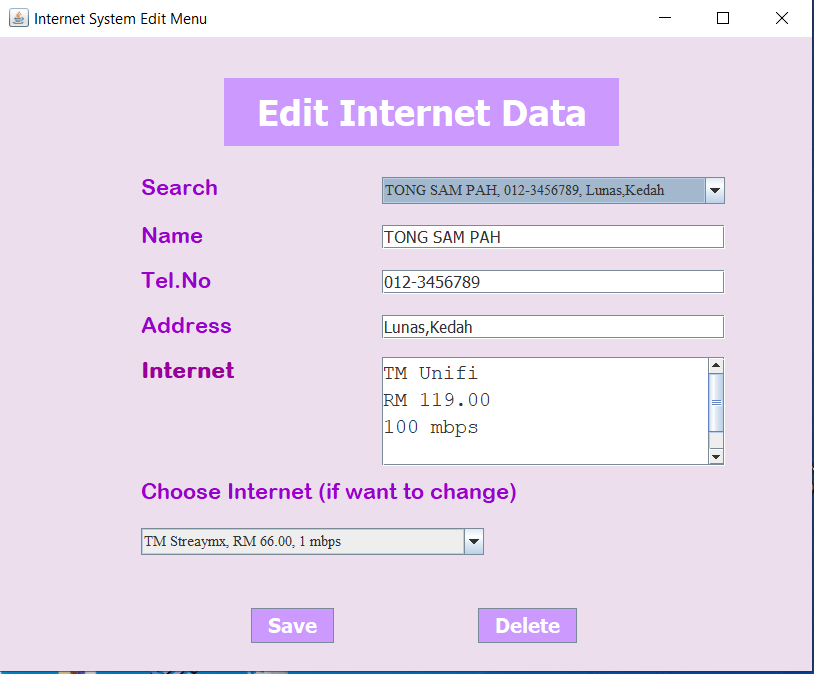 Internet System Edit Menu
Edit Internet Data
Search
TONG SAM PAH, 012-3456789, Lunas,Kedah
Name
TONG SAM PAH
Tel.No
012-3456789
Address
Lunas,Kedah
Internet
TM Unifi
RM 119.00
100 mbps
Choose Internet (if want to change)
TM Streaymx, RM 66.00, 1 mbps
Save
Delete